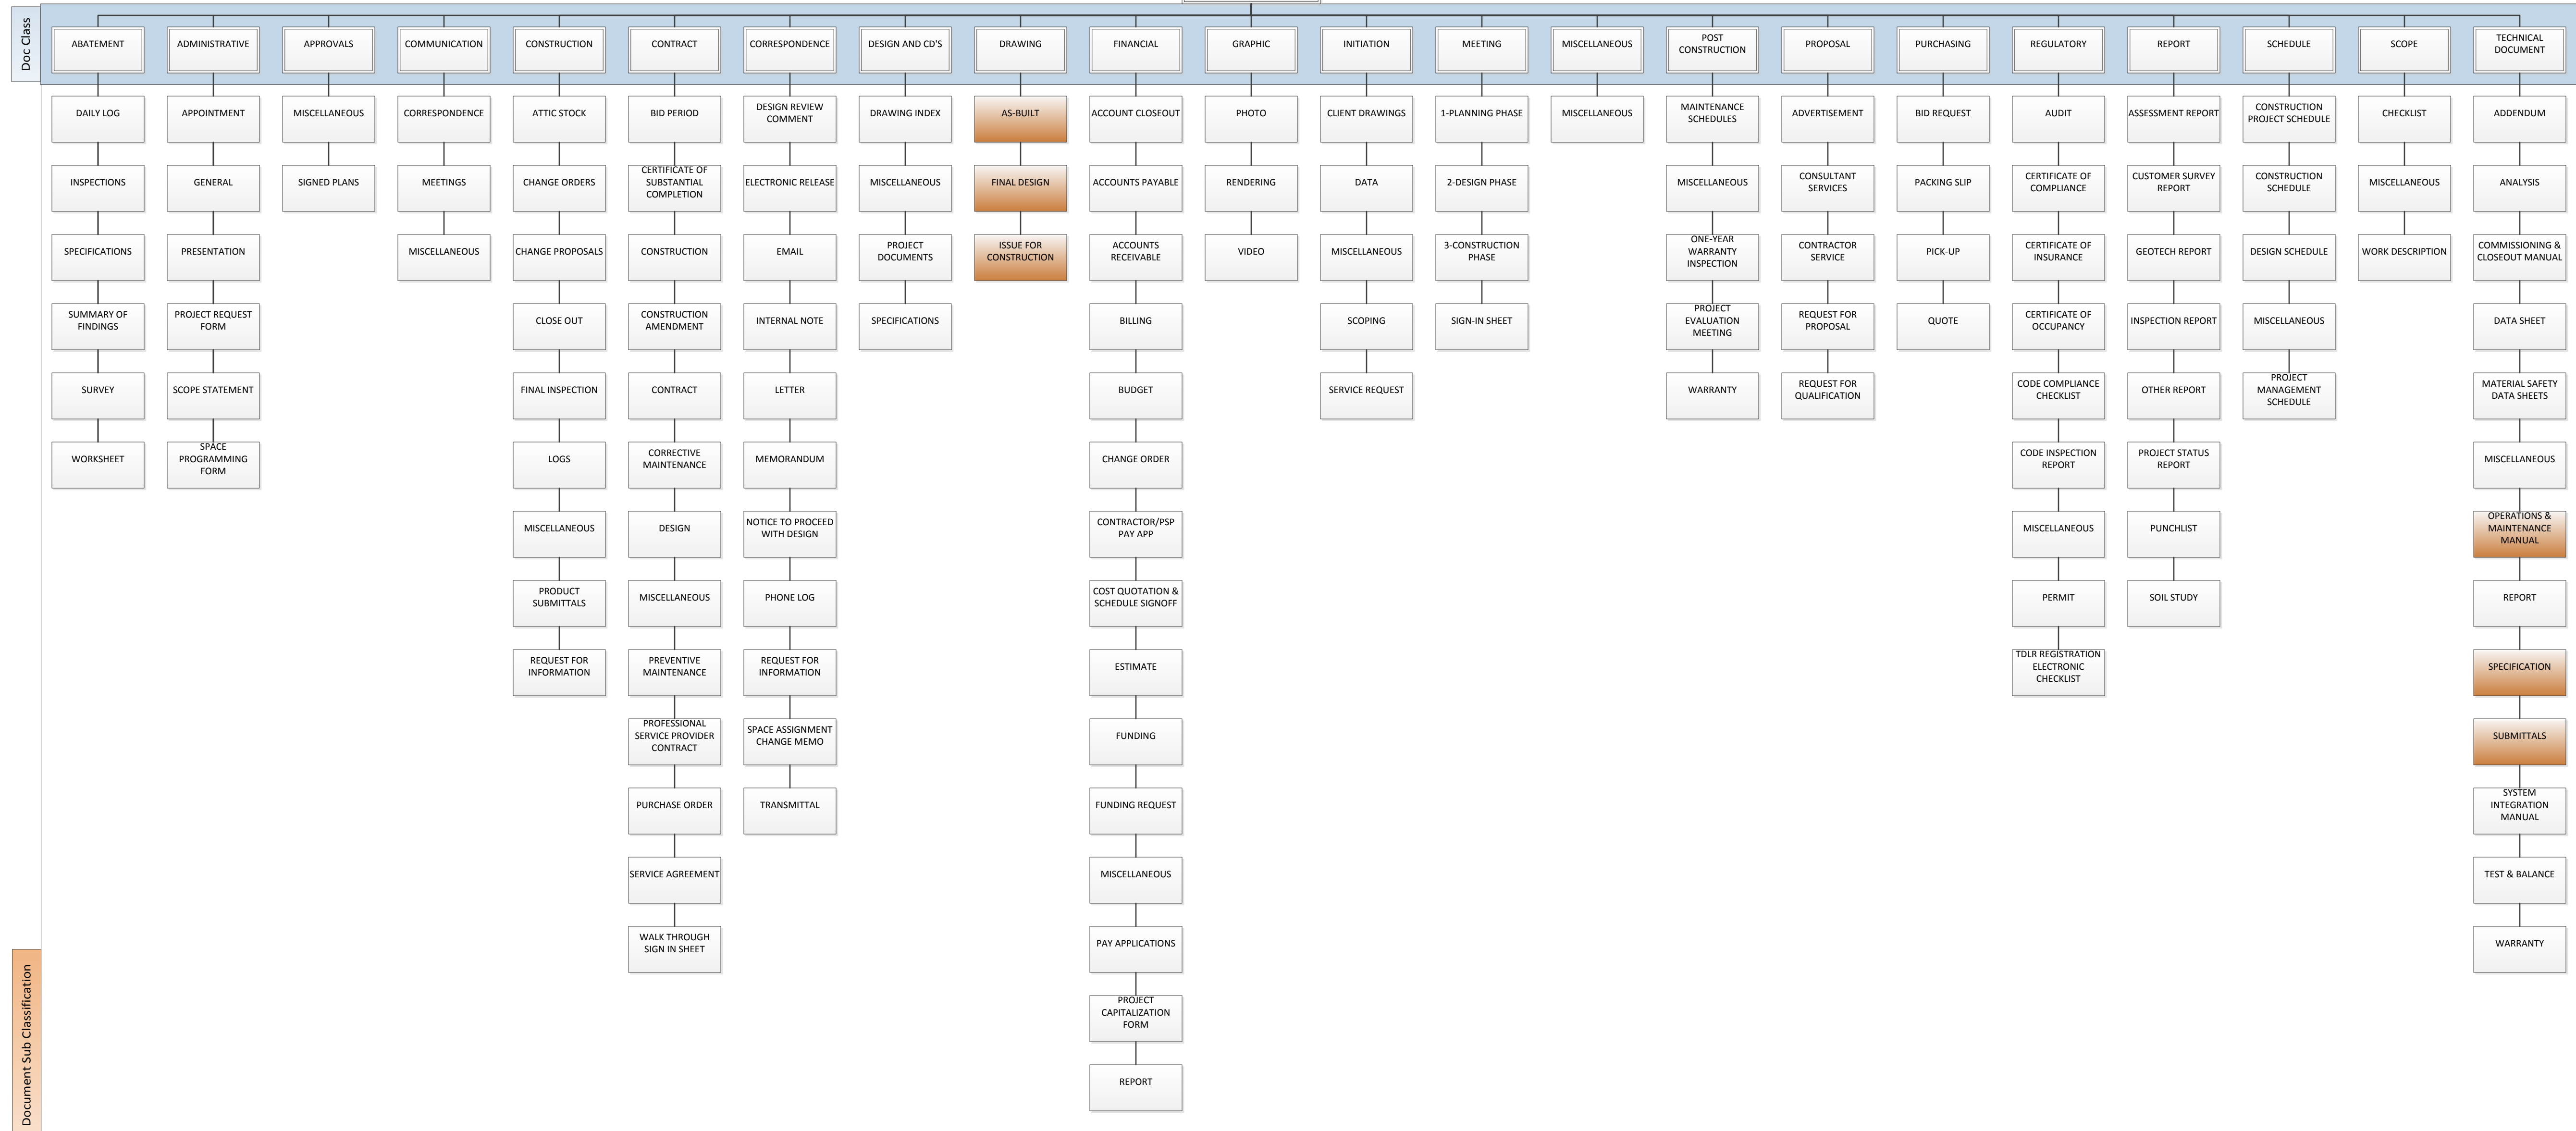 Doc Class
ABATEMENT
ADMINISTRATIVE
APPROVALS
COMMUNICATION
CONSTRUCTION
CONTRACT
CORRESPONDENCE
DESIGN AND CD'S
DRAWING
FINANCIAL
GRAPHIC
INITIATION
MEETING
MISCELLANEOUS
POST
CONSTRUCTION
PROPOSAL
PURCHASING
REGULATORY
REPORT
SCHEDULE
SCOPE
TECHNICAL
DOCUMENT
DAILY LOG
INSPECTIONS
SPECIFICATIONS
SUMMARY OF
FINDINGS
SURVEY
WORKSHEET
APPOINTMENT
GENERAL
PRESENTATION
PROJECT REQUEST
FORM
SCOPE STATEMENT
SPACE
PROGRAMMING
FORM
MISCELLANEOUS
SIGNED PLANS
CORRESPONDENCE
MEETINGS
MISCELLANEOUS
ATTIC STOCK
CHANGE ORDERS
CHANGE PROPOSALS
CLOSE OUT
FINAL INSPECTION
LOGS
MISCELLANEOUS
PRODUCT
SUBMITTALS
REQUEST FOR
INFORMATION
BID PERIOD
CERTIFICATE OF
SUBSTANTIAL
COMPLETION
CONSTRUCTION
CONSTRUCTION
AMENDMENT
CONTRACT
CORRECTIVE
MAINTENANCE
DESIGN
MISCELLANEOUS
PREVENTIVE
MAINTENANCE
PROFESSIONAL
SERVICE PROVIDER
CONTRACT
PURCHASE ORDER
SERVICE AGREEMENT
WALK THROUGH
SIGN IN SHEET
DESIGN REVIEW
COMMENT
ELECTRONIC RELEASE
EMAIL
INTERNAL NOTE
LETTER
MEMORANDUM
NOTICE TO PROCEED
WITH DESIGN
PHONE LOG
REQUEST FOR
INFORMATION
SPACE ASSIGNMENT
CHANGE MEMO
TRANSMITTAL
DRAWING INDEX
MISCELLANEOUS
PROJECT
DOCUMENTS
SPECIFICATIONS
AS-BUILT
FINAL DESIGN
ISSUE FOR
CONSTRUCTION
ACCOUNT CLOSEOUT
ACCOUNTS PAYABLE
ACCOUNTS
RECEIVABLE
BILLING
BUDGET
CHANGE ORDER
CONTRACTOR/PSP
PAY APP
COST QUOTATION &
SCHEDULE SIGNOFF
ESTIMATE
FUNDING
FUNDING REQUEST
MISCELLANEOUS
PAY APPLICATIONS
PROJECT
CAPITALIZATION
FORM
REPORT
PHOTO
RENDERING
VIDEO
CLIENT DRAWINGS
DATA
MISCELLANEOUS
SCOPING
SERVICE REQUEST
1-PLANNING PHASE
2-DESIGN PHASE
3-CONSTRUCTION
PHASE
SIGN-IN SHEET
MISCELLANEOUS
MAINTENANCE
SCHEDULES
MISCELLANEOUS
ONE-YEAR
WARRANTY
INSPECTION
PROJECT
EVALUATION
MEETING
WARRANTY
ADVERTISEMENT
CONSULTANT
SERVICES
CONTRACTOR
SERVICE
REQUEST FOR
PROPOSAL
REQUEST FOR
QUALIFICATION
BID REQUEST
PACKING SLIP
PICK-UP
QUOTE
AUDIT
CERTIFICATE OF
COMPLIANCE
CERTIFICATE OF
INSURANCE
CERTIFICATE OF
OCCUPANCY
CODE COMPLIANCE
CHECKLIST
CODE INSPECTION
REPORT
MISCELLANEOUS
PERMIT
TDLR REGISTRATION
ELECTRONIC
CHECKLIST
ASSESSMENT REPORT
CUSTOMER SURVEY
REPORT
GEOTECH REPORT
INSPECTION REPORT
OTHER REPORT
PROJECT STATUS
REPORT
PUNCHLIST
SOIL STUDY
CONSTRUCTION
PROJECT SCHEDULE
CONSTRUCTION
SCHEDULE
DESIGN SCHEDULE
MISCELLANEOUS
PROJECT
MANAGEMENT
SCHEDULE
CHECKLIST
MISCELLANEOUS
WORK DESCRIPTION
ADDENDUM
ANALYSIS
COMMISSIONING &
CLOSEOUT MANUAL
DATA SHEET
MATERIAL SAFETY
DATA SHEETS
MISCELLANEOUS
OPERATIONS &
MAINTENANCE
MANUAL
REPORT
SPECIFICATION
SUBMITTALS
SYSTEM
INTEGRATION
MANUAL
TEST & BALANCE
WARRANTY
Document Sub Classification